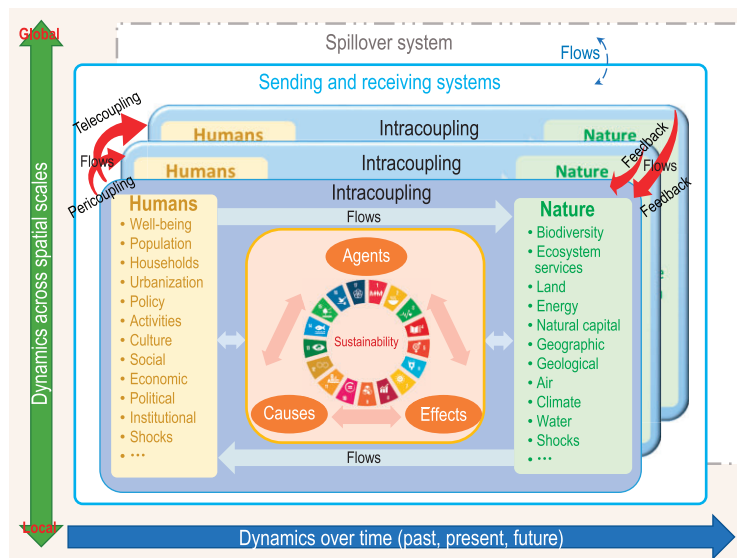 Global
Spillover system
Flows
Sending and receiving systems
Telecoupling
Flows
Pericoupling
Humans
Intracoupling
Nature
Humans
Intracoupling
Nature
Feedback
Flows
Feedback
Intracoupling
Humans
• Well-being
• Population
• Households
• Urbanization
• Policy
• Activities
• Culture
• Social
• Economic
• Political
• Institutional
• Shocks
• ...
Flows
Agents
Sustainability
Causes
Effects
Flows
Nature
• Biodiversity
• Ecosystem
services
• Land
• Energy
• Natural capital
• Geographic
• Geological
• Air
• Climate
• Water
• Shocks
• ...
Dynamics across spatial scales
Local
Dynamics over time (past, present, future)